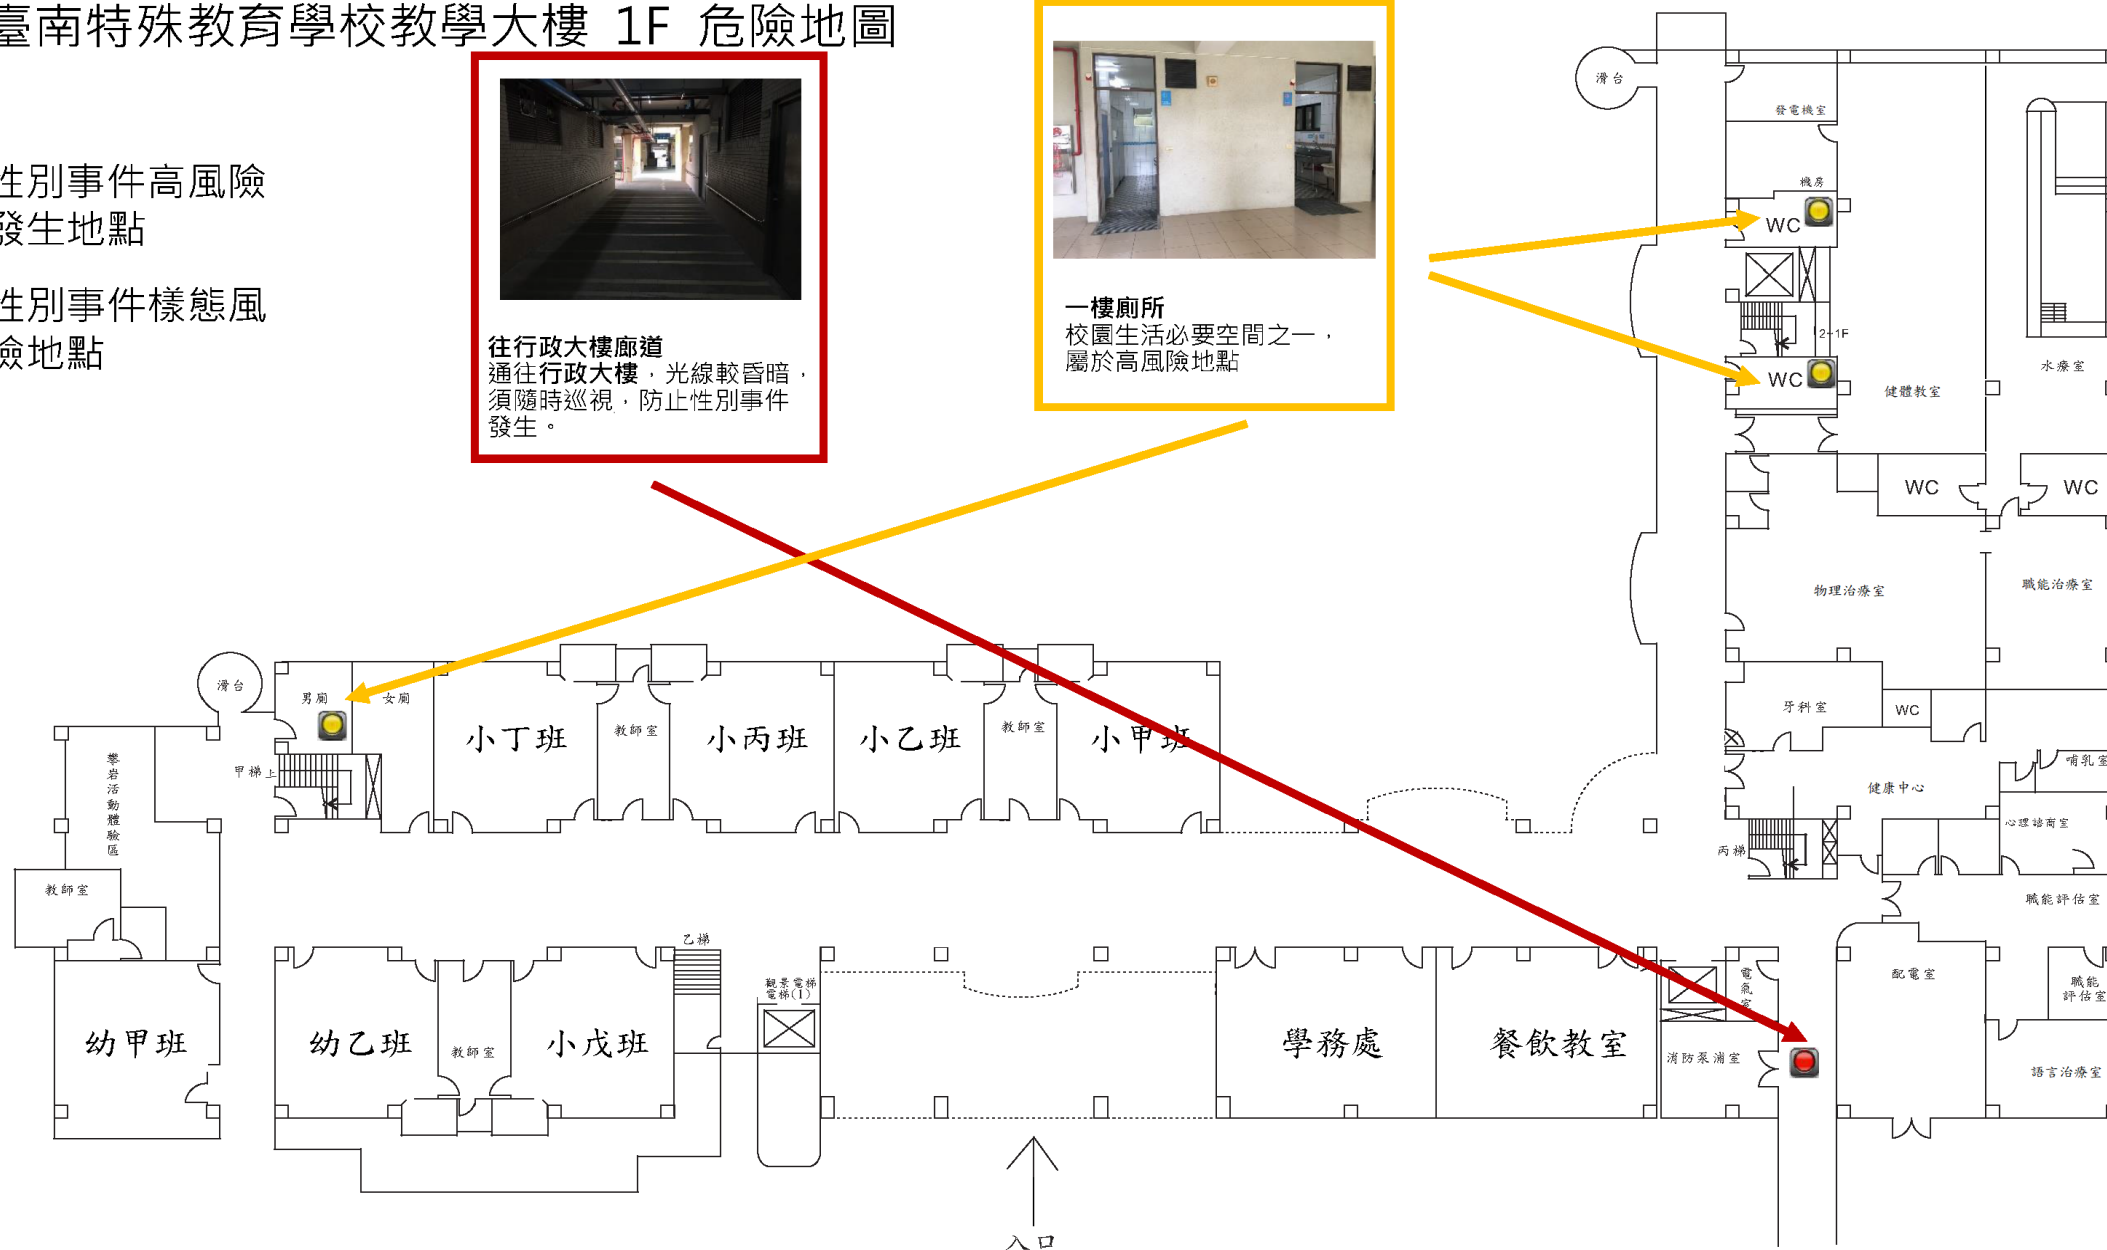 臺南特殊教育學校教學大樓 1F 危險地圖
性別事件高風險
發生地點
性別事件樣態風
險地點
往行政大樓廊道
通往行政大樓，光線較昏暗，
須隨時巡視，防止性別事件
發生。
一樓廁所
校園生活必要空間之一，
屬於高風險地點
滑台
發電機室
機房
WC
2~1F
WC
健體教室
水療室
WC
WC
物理治療室
職能治療室
牙科室
WC
哺乳室
健康中心
心理諮商室
丙梯
職能評估室
滑台
男廁
女廁
小丁班
教師室
小丙班
小乙班
教師室
小甲班
甲梯
上
攀岩活動體驗區
教師室
乙梯
觀景電梯
電梯(1)
幼甲班
幼乙班
教師室
小戊班
學務處
餐飲教室
電氣室
消防泵浦室
配電室
職能
評估室
語言治療室
入口